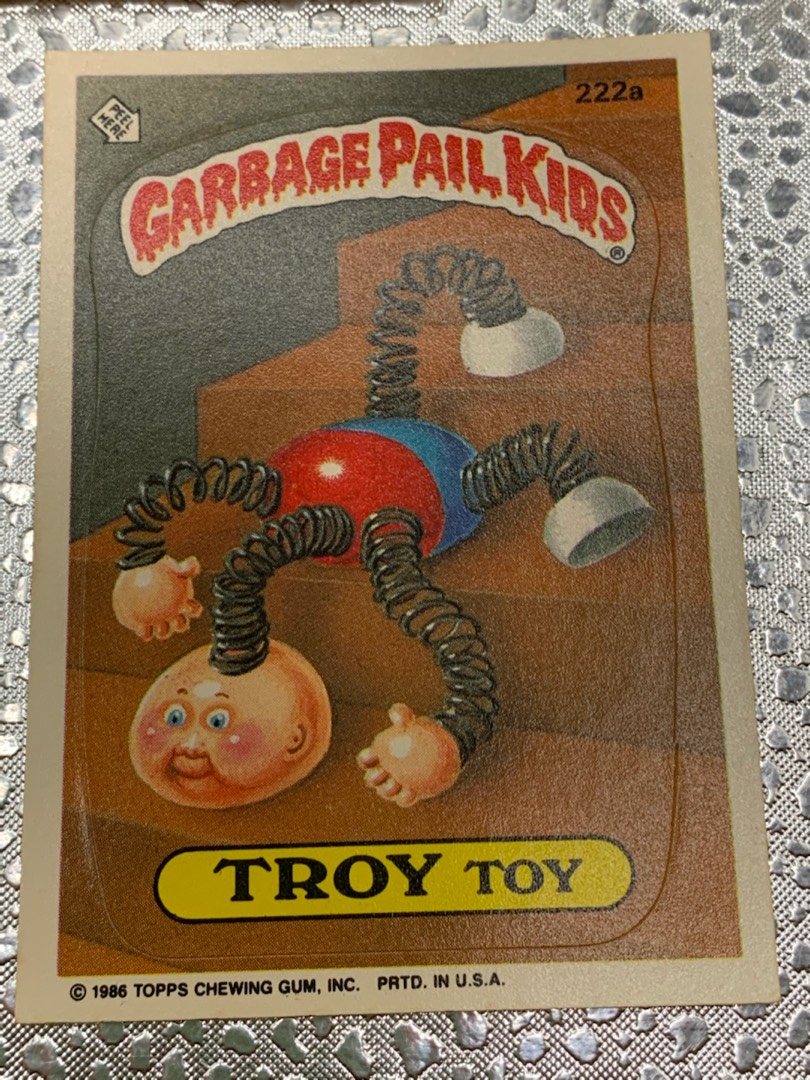 222a
PEEL
HERE
GARBAGE PAIL KIDS®
TROY TOY
© 1986 TOPPS CHEWING GUM, INC. PRTD. IN U.S.A.